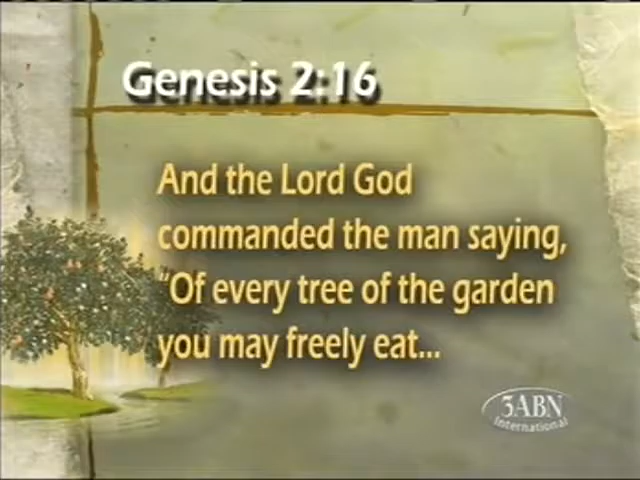 Genesis 2:16
And the Lord God
commanded the man saying,
"Of every tree of the garden
you may freely eat...
3ABN
International